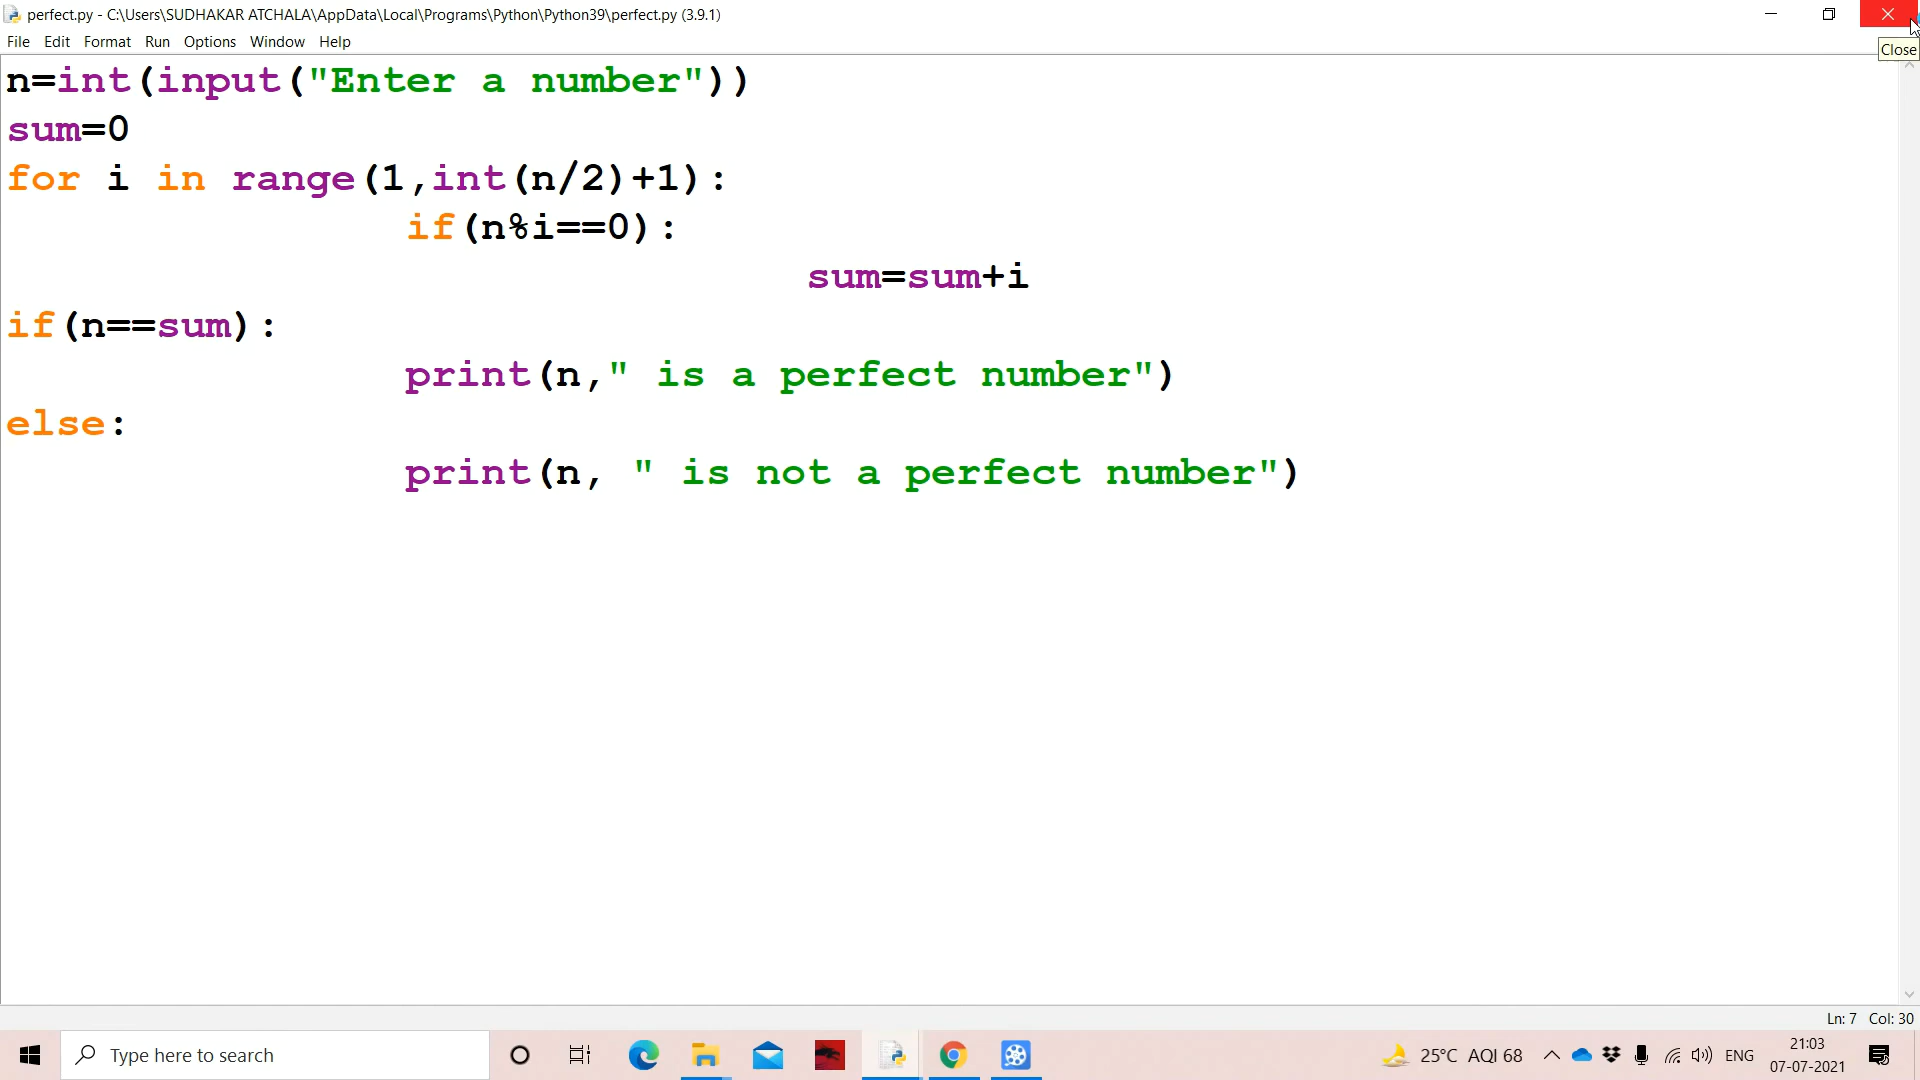 perfect.py - C:\Users\SUDHAKAR ATCHALA\AppData\Local\Programs\Python\Python39\perfect.py (3.9.1)
File Edit Format Run Options Window Help
Close
n=int(input("Enter a number"))
sum=0
for i in range(1,int(n/2)+1):
if(n%i==0):
sum=sum+i
if(n==sum):
print(n," is a perfect number")
else:
print(n, " is not a perfect number")
Ln: 7 Col: 30
Type here to search
25°C AQI 68
ENG
21:03
07-07-2021